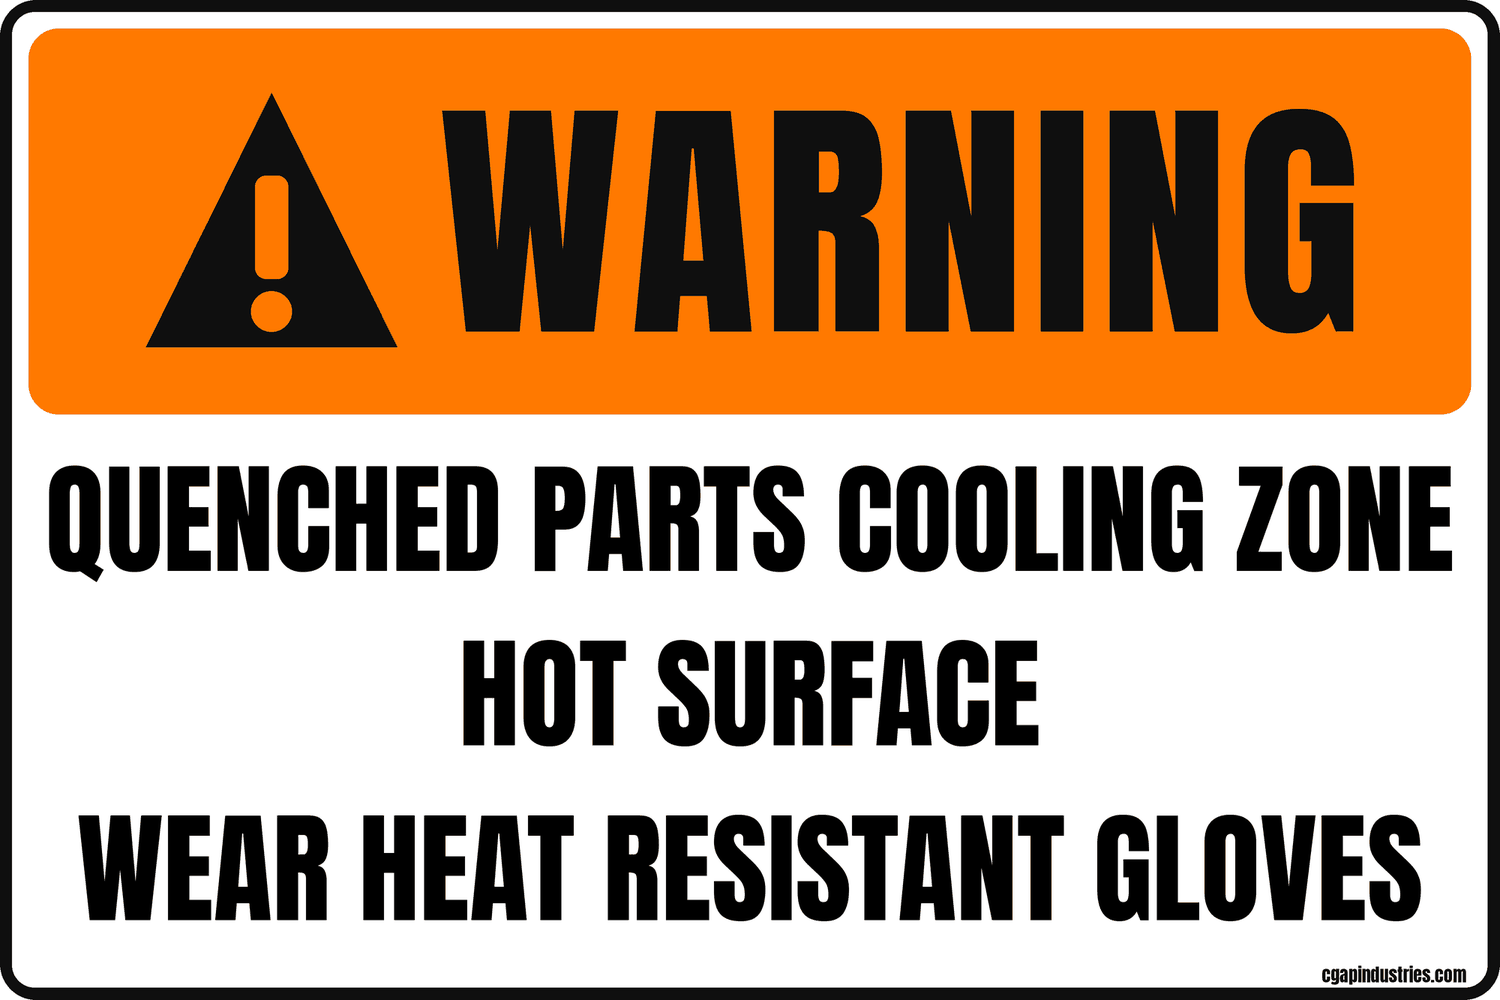 WARNING
QUENCHED PARTS COOLING ZONE
HOT SURFACE
WEAR HEAT RESISTANT GLOVES
cgapindustries.com